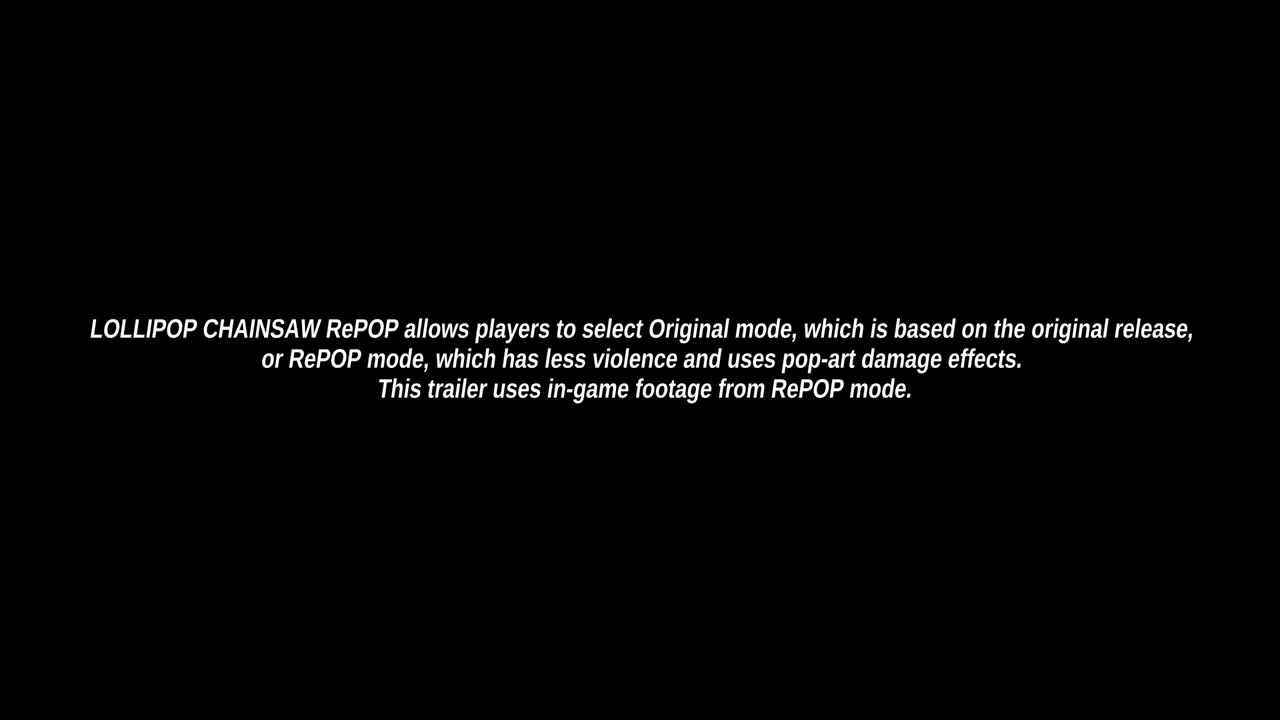 LOLLIPOP CHAINSAW RePOP allows players to select Original mode, which is based on the original release,
or RePOP mode, which has less violence and uses pop-art damage effects.
This trailer uses in-game footage from RePOP mode.